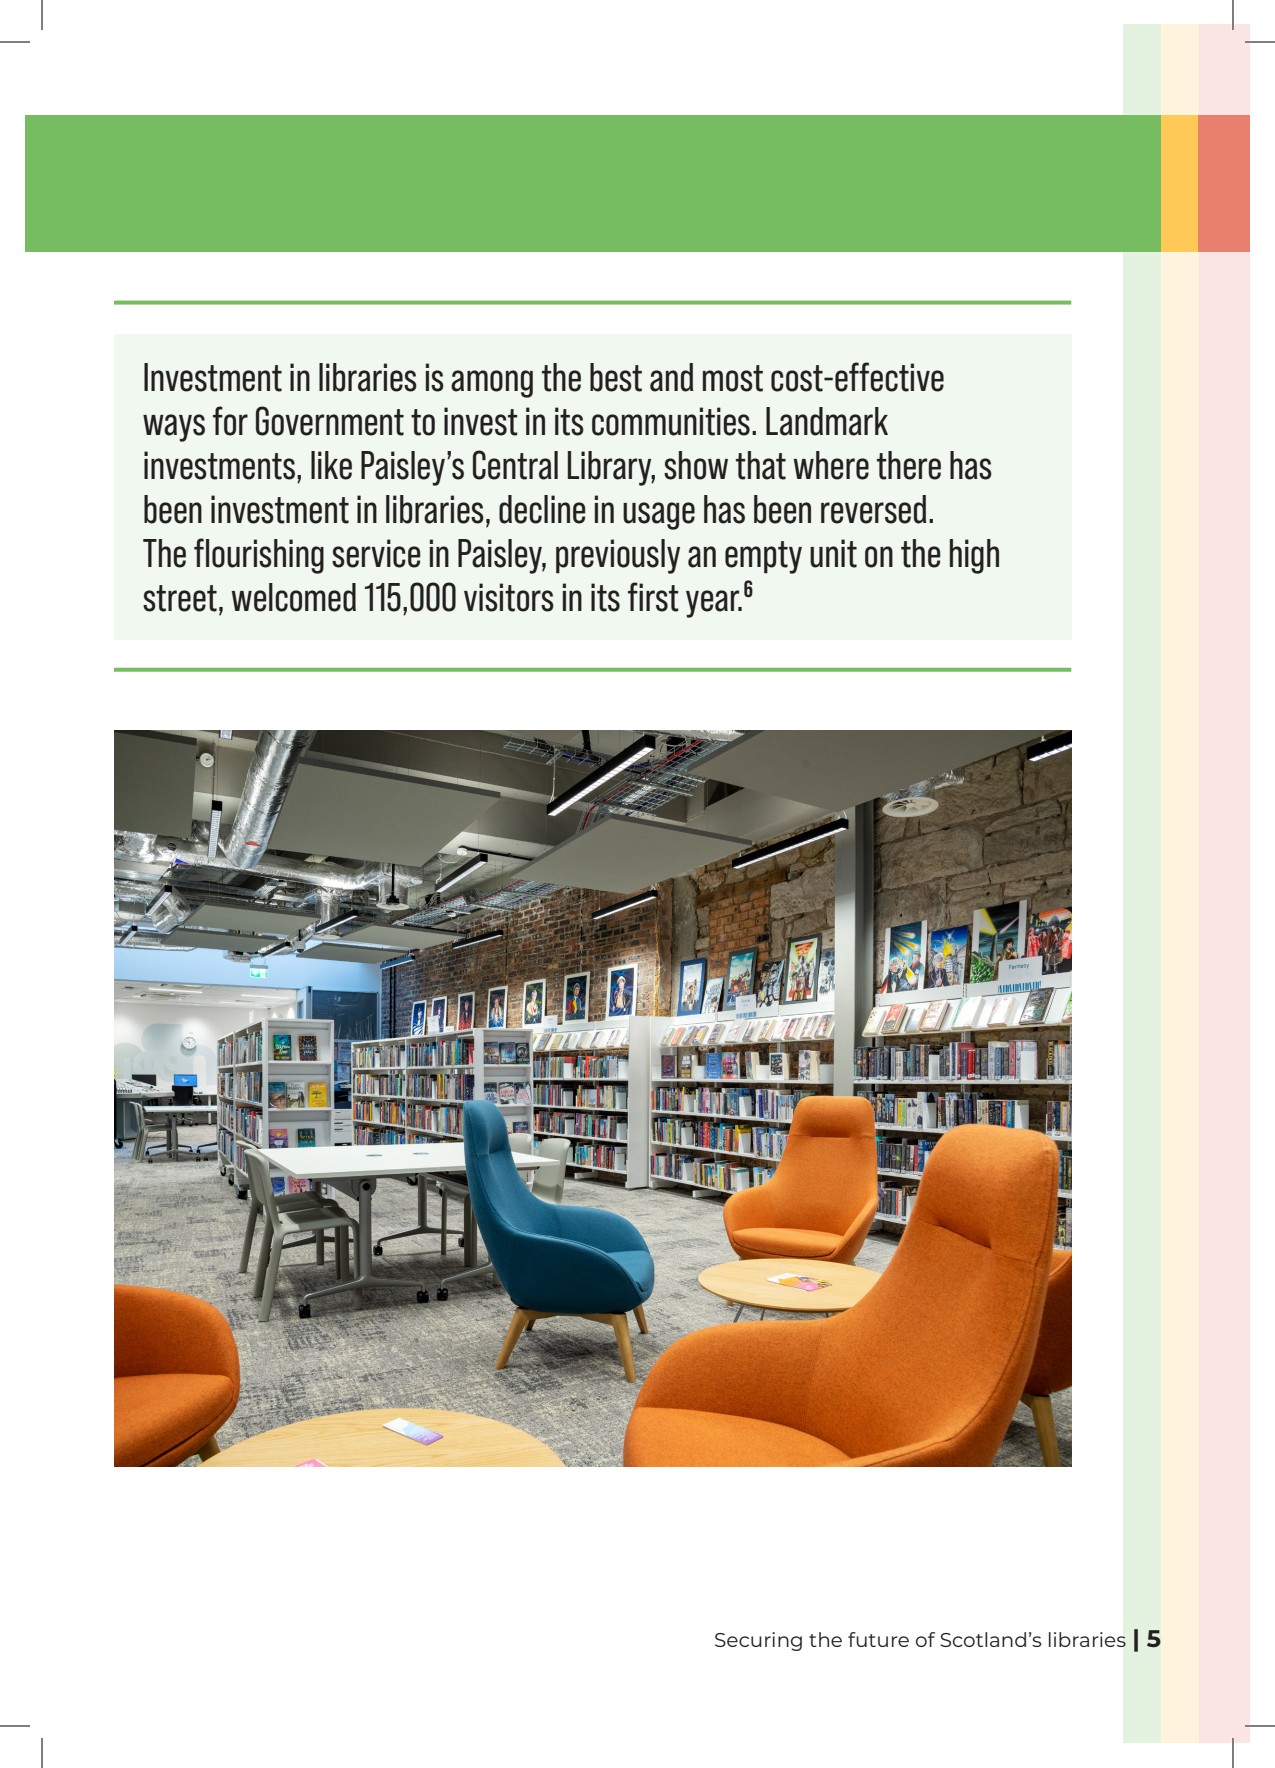 Investment in libraries is among the best and most cost-effective
ways for Government to invest in its communities. Landmark
investments, like Paisley’s Central Library, show that where there has
been investment in libraries, decline in usage has been reversed.
The flourishing service in Paisley, previously an empty unit on the high
street, welcomed 115,000 visitors in its first year.⁶
Securing the future of Scotland’s libraries | 5